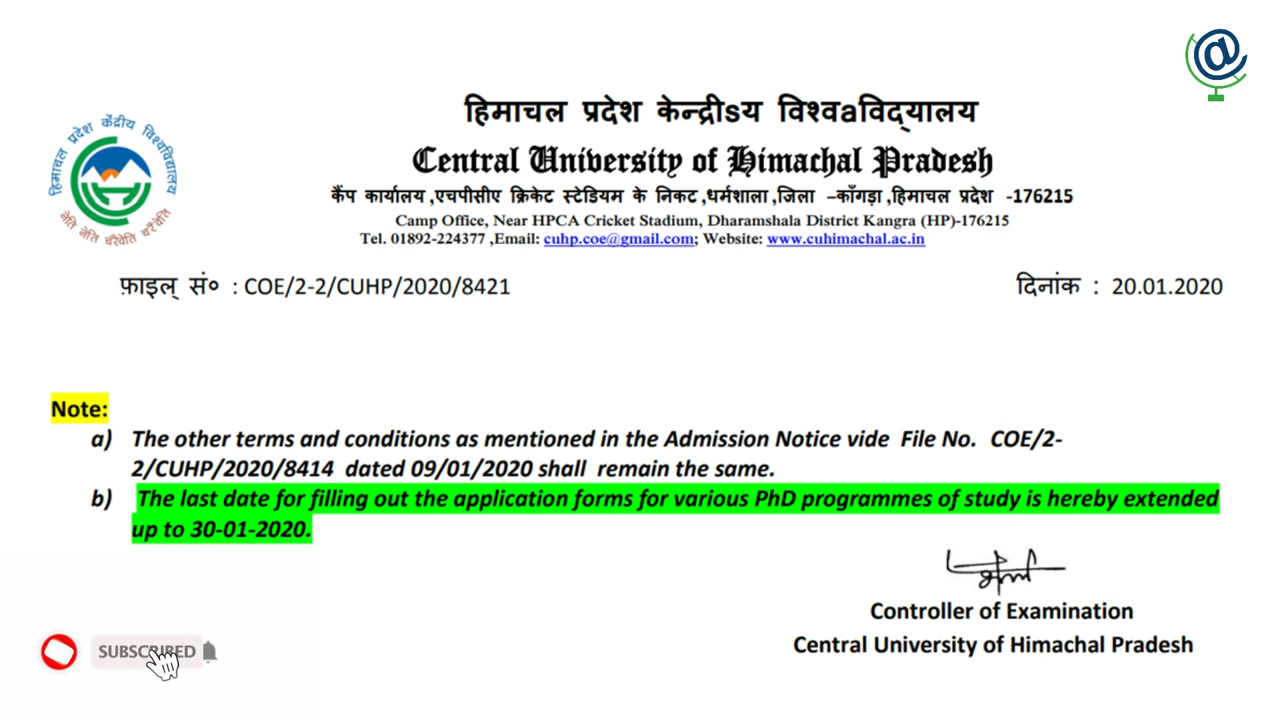 @
हिमाचल प्रदेश केन्द्रीsय विश्वaविद्यालय
हिमाचल प्रदेश केंद्रीय विश्वविद्यालय
नेति नेति चरैवेति चरैवेति
Central University of Himachal Pradesh
कैंप कार्यालय ,एचपीसीए क्रिकेट स्टेडियम के निकट ,धर्मशाला ,जिला –काँगड़ा ,हिमाचल प्रदेश -176215
Camp Office, Near HPCA Cricket Stadium, Dharamshala District Kangra (HP)-176215
Tel. 01892-224377 ,Email: cuhp.coe@gmail.com; Website: www.cuhimachal.ac.in
फ़ाइल् सं० : COE/2-2/CUHP/2020/8421 दिनांक : 20.01.2020
Note:
a) The other terms and conditions as mentioned in the Admission Notice vide File No. COE/2-
2/CUHP/2020/8414 dated 09/01/2020 shall remain the same.
b) The last date for filling out the application forms for various PhD programmes of study is hereby extended
up to 30-01-2020.
Controller of Examination
Central University of Himachal Pradesh
SUBSCRIBED